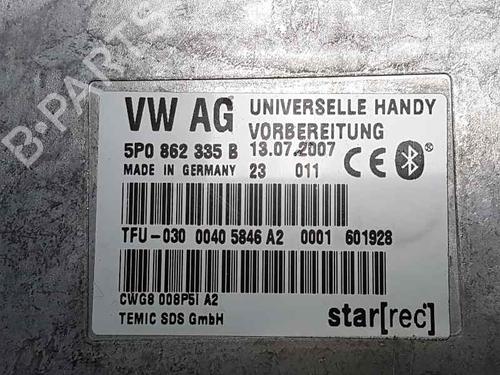 B-PARTS
VW AG UNIVERSELLE HANDY
VORBEREITUNG
5P0 862 335 B 13.07.2007
MADE IN GERMANY 23 011
TFU-030 0040 5846 A2 0001 601928
CWG8 008P5I A2
TEMIC SDS GmbH
star[rec]